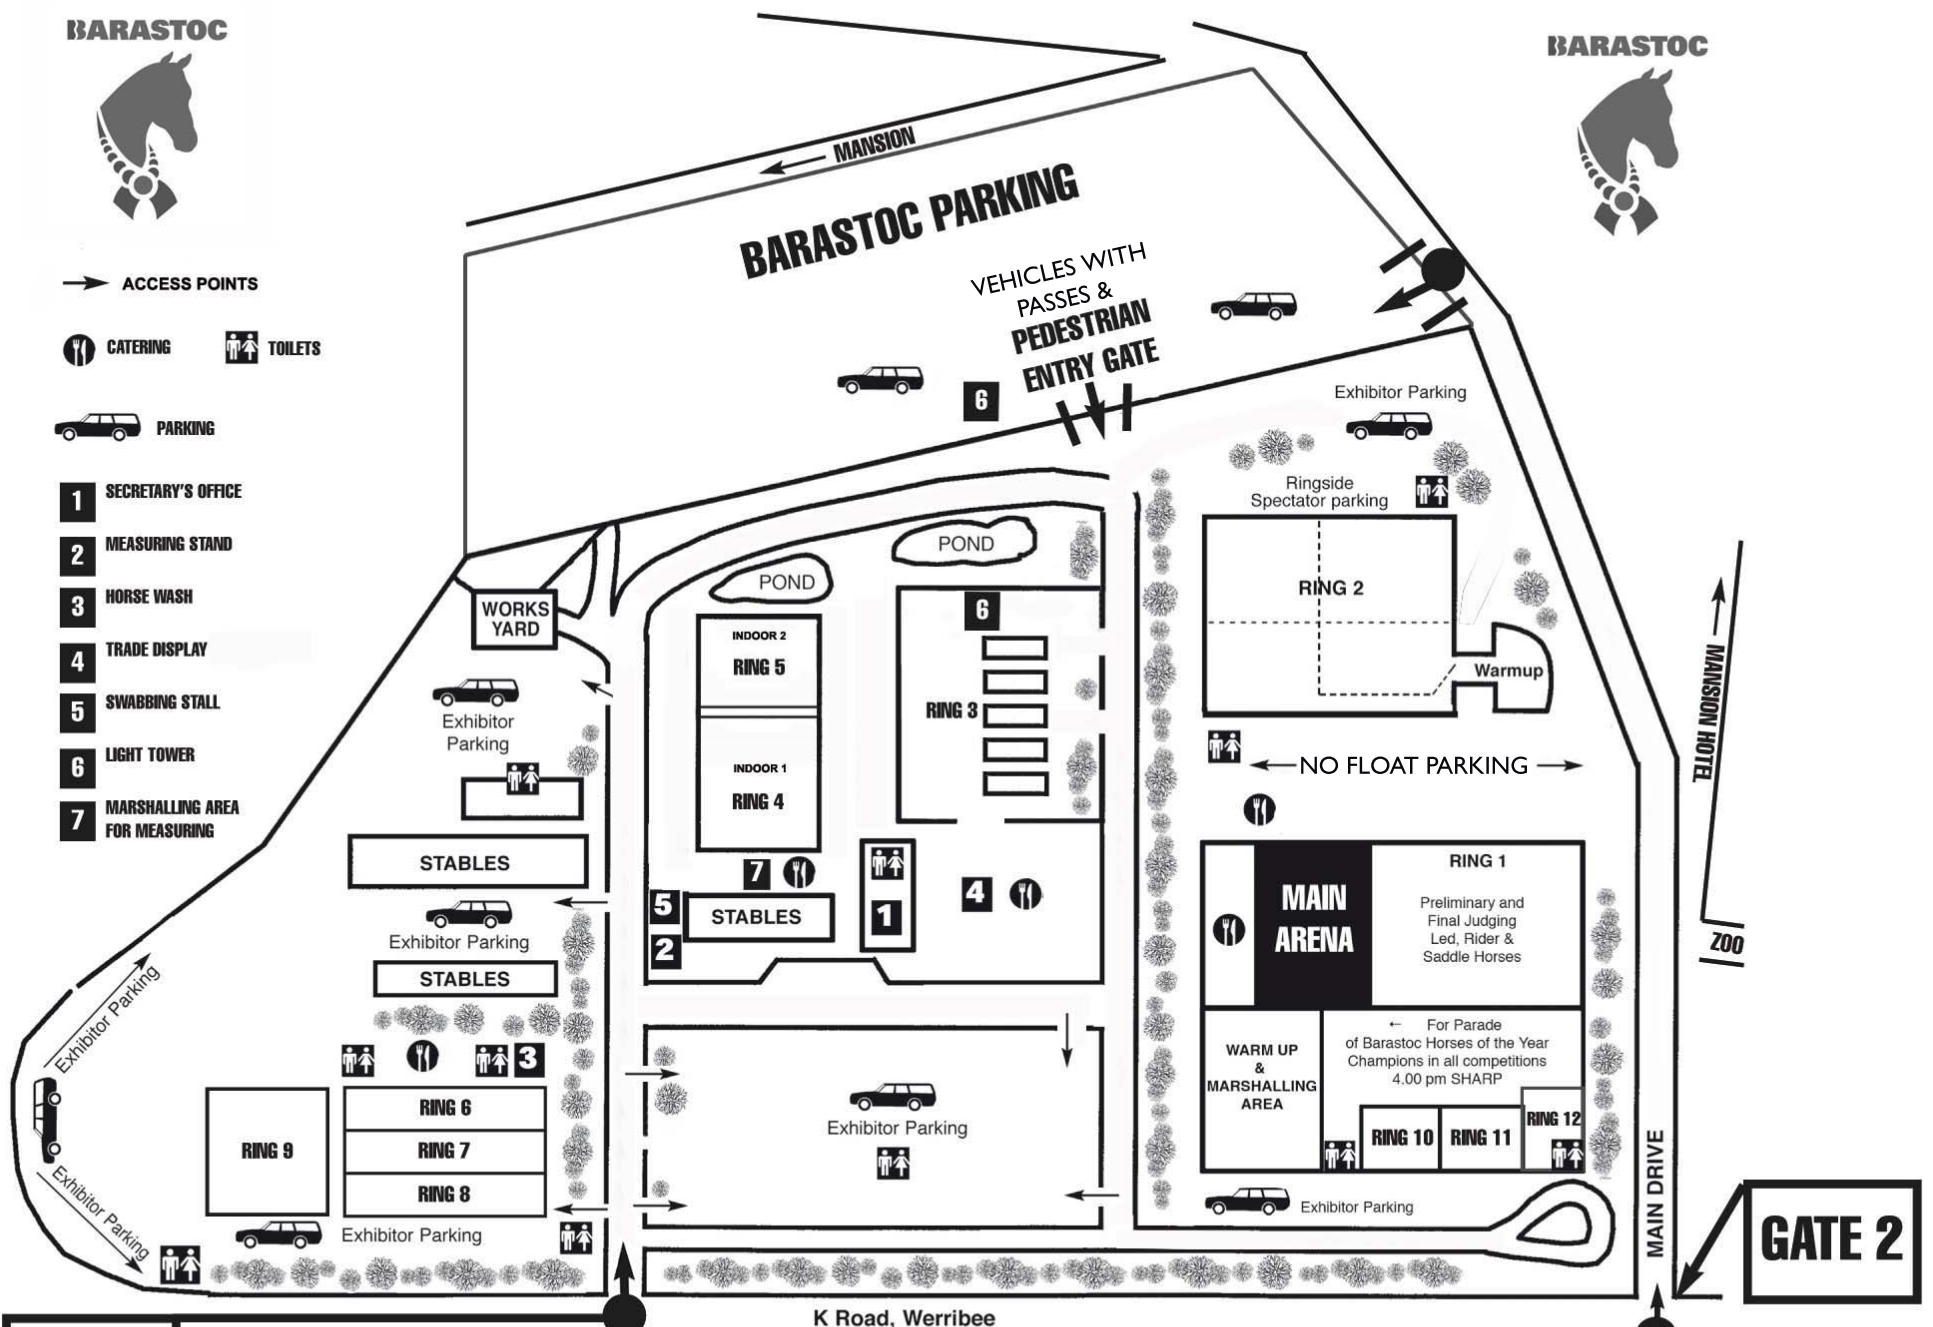 BARASTOC
BARASTOC
MANSION
BARASTOC PARKING
VEHICLES WITH
PASSES &
PEDESTRIAN
ENTRY GATE
6
ACCESS POINTS
CATERING
TOILETS
PARKING
1 SECRETARY'S OFFICE
2 MEASURING STAND
3 HORSE WASH
4 TRADE DISPLAY
5 SWABBING STALL
6 LIGHT TOWER
7 MARSHALLING AREA
FOR MEASURING
Exhibitor Parking
Ringside
Spectator parking
RING 2
Warmup
NO FLOAT PARKING
MANSION HOTEL
ZOO
POND
POND
WORKS
YARD
INDOOR 2
RING 5
INDOOR 1
RING 4
6
RING 3
Exhibitor
Parking
STABLES
Exhibitor Parking
STABLES
7
5
STABLES
2
1
4
MAIN
ARENA
RING 1
Preliminary and
Final Judging
Led, Rider &
Saddle Horses
WARM UP
&
MARSHALLING
AREA
← For Parade
of Barastoc Horses of the Year
Champions in all competitions
4.00 pm SHARP
RING 10
RING 11
RING 12
Exhibitor Parking
Exhibitor Parking
Exhibitor Parking
3
RING 6
RING 7
RING 8
RING 9
Exhibitor Parking
Exhibitor Parking
MAIN DRIVE
GATE 2
K Road, Werribee